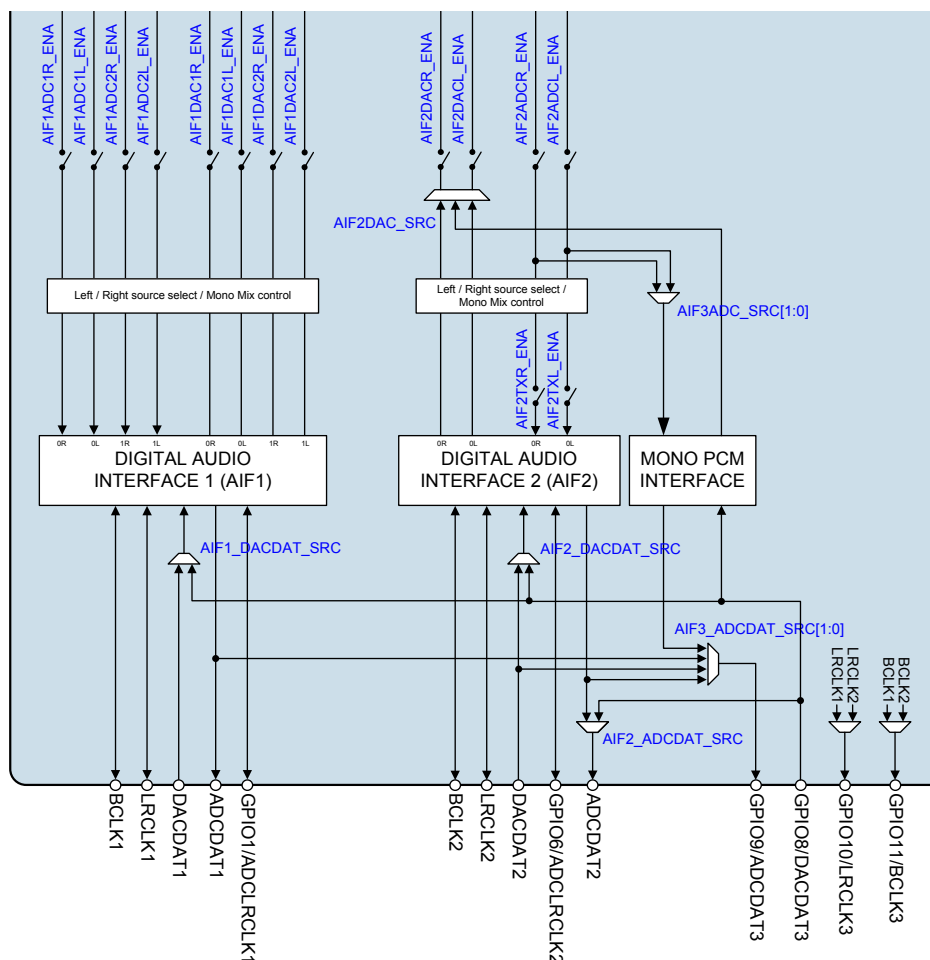 AIF1ADC1R_ENA
AIF1ADC1L_ENA
AIF1ADC2R_ENA
AIF1ADC2L_ENA
AIF1DAC1R_ENA
AIF1DAC1L_ENA
AIF1DAC2R_ENA
AIF1DAC2L_ENA
AIF2DACR_ENA
AIF2DACL_ENA
AIF2ADCR_ENA
AIF2ADCL_ENA
AIF2DAC_SRC
Left / Right source select / Mono Mix control
Left / Right source select /
Mono Mix control
AIF3ADC_SRC[1:0]
AIF2TXR_ENA
AIF2TXL_ENA
0R 0L 1R 1L 0R 0L 1R 1L
0R 0L 0R 0L
DIGITAL AUDIO
INTERFACE 1 (AIF1)
DIGITAL AUDIO
INTERFACE 2 (AIF2)
MONO PCM
INTERFACE
AIF1_DACDAT_SRC
AIF2_DACDAT_SRC
AIF3_ADCDAT_SRC[1:0]
LRCLK1
LRCLK2
BCLK1
BCLK2
AIF2_ADCDAT_SRC
BCLK1
LRCLK1
DACDAT1
ADCDAT1
GPIO1/ADCLRCLK1
BCLK2
LRCLK2
DACDAT2
GPIO6/ADCLRCLK2
ADCDAT2
GPIO9/ADCDAT3
GPIO8/DACDAT3
GPIO10/LRCLK3
GPIO11/BCLK3